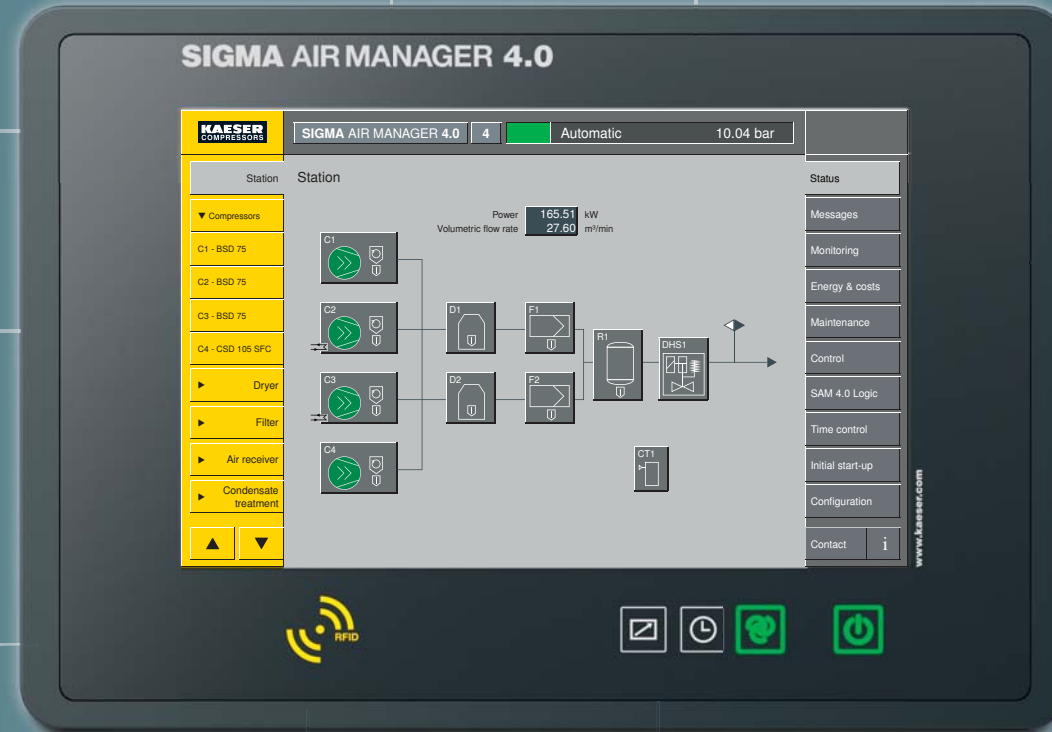 SIGMA AIR MANAGER 4.0
KAESER
COMPRESSORS
SIGMA AIR MANAGER 4.0
4
Automatic
10.04 bar
Station
▼ Compressors
C1 - BSD 75
C2 - BSD 75
C3 - BSD 75
C4 - CSD 105 SFC
► Dryer
► Filter
► Air receiver
► Condensate
treatment
▲ ▼
Station
Power 165.51 kW
Volumetric flow rate 27.60 m³/min
C1
C2
D1
F1
R1
DHS1
C3
D2
F2
C4
CT1
Status
Messages
Monitoring
Energy & costs
Maintenance
Control
SAM 4.0 Logic
Time control
Initial start-up
Configuration
Contact i
www.kaeser.com
RFID